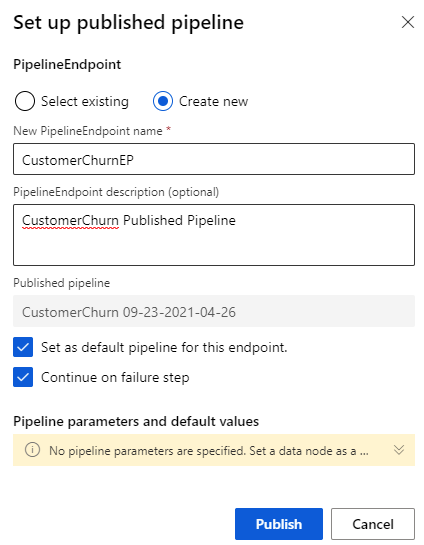 Set up published pipeline
PipelineEndpoint
Select existing
Create new
New PipelineEndpoint name *
CustomerChurnEP
PipelineEndpoint description (optional)
CustomerChurn Published Pipeline
Published pipeline
CustomerChurn 09-23-2021-04-26
Set as default pipeline for this endpoint.
Continue on failure step
Pipeline parameters and default values
No pipeline parameters are specified. Set a data node as a ...
Publish
Cancel